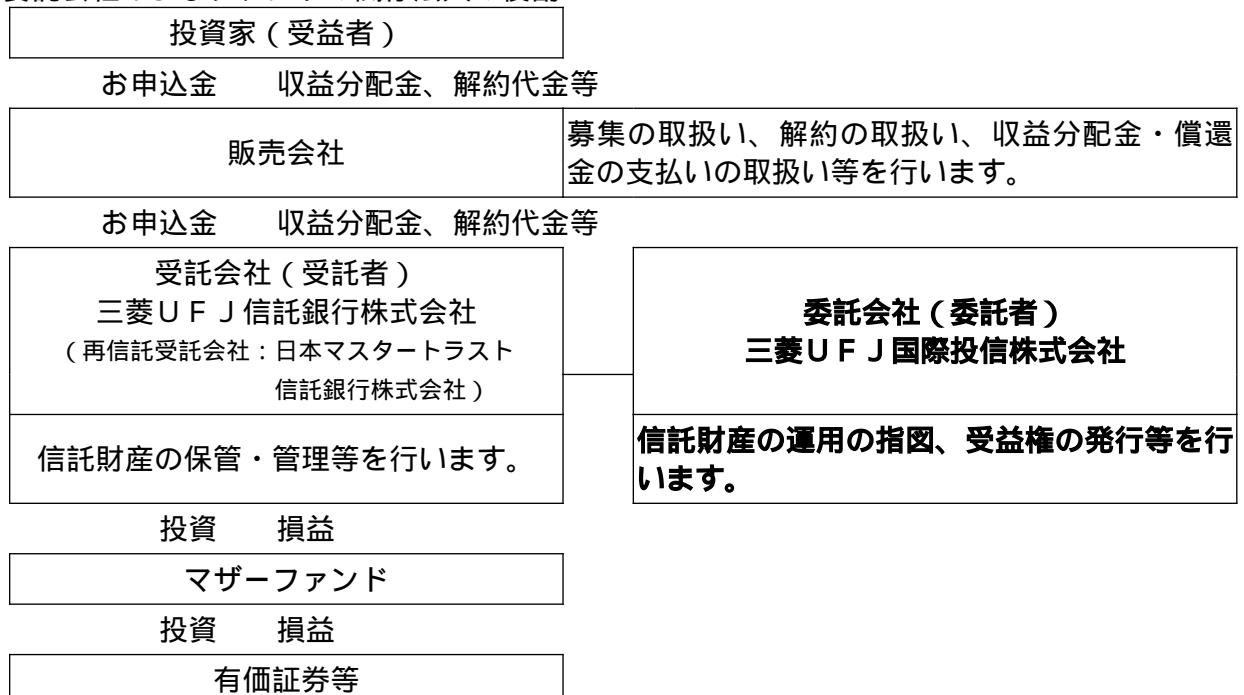 投資家（受益者）
お申込金　　収益分配金、解約代金等
販売会社
募集の取扱い、解約の取扱い、収益分配金・償還
金の支払いの取扱い等を行います。
お申込金　　収益分配金、解約代金等
受託会社（受託者）
三菱ＵＦＪ信託銀行株式会社
（再信託受託会社：日本マスタートラスト
信託銀行株式会社）
委託会社（委託者）
三菱ＵＦＪ国際投信株式会社
信託財産の保管・管理等を行います。
信託財産の運用の指図、受益権の発行等を行
います。
投資　　損益
マザーファンド
投資　　損益
有価証券等